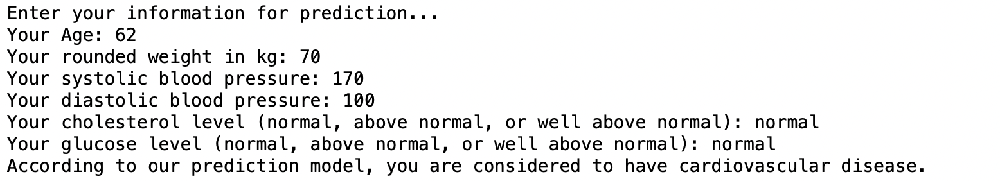 Enter your information for prediction...
Your Age: 62
Your rounded weight in kg: 70
Your systolic blood pressure: 170
Your diastolic blood pressure: 100
Your cholesterol level (normal, above normal, or well above normal): normal
Your glucose level (normal, above normal, or well above normal): normal
According to our prediction model, you are considered to have cardiovascular disease.